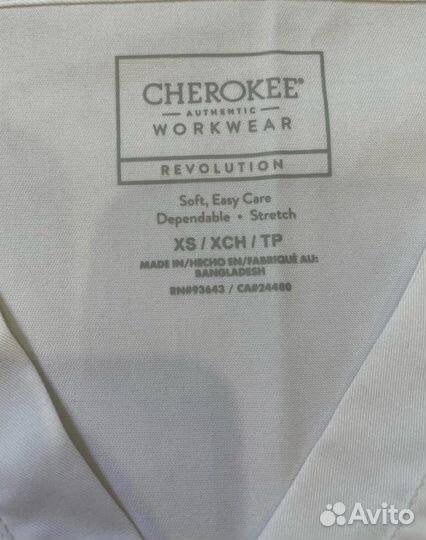 CHEROKEE®
AUTHENTIC
WORKWEAR
REVOLUTION
Soft, Easy Care
Dependable • Stretch
XS / XCH / TP
MADE IN/HECHO EN/FABRIQUÉ AU:
BANGLADESH
RN#93643 / CA#24480
Avito